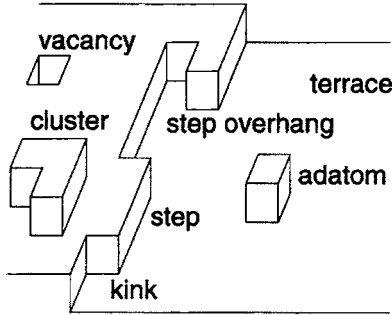 vacancy
terrace
cluster
step overhang
adatom
step
kink